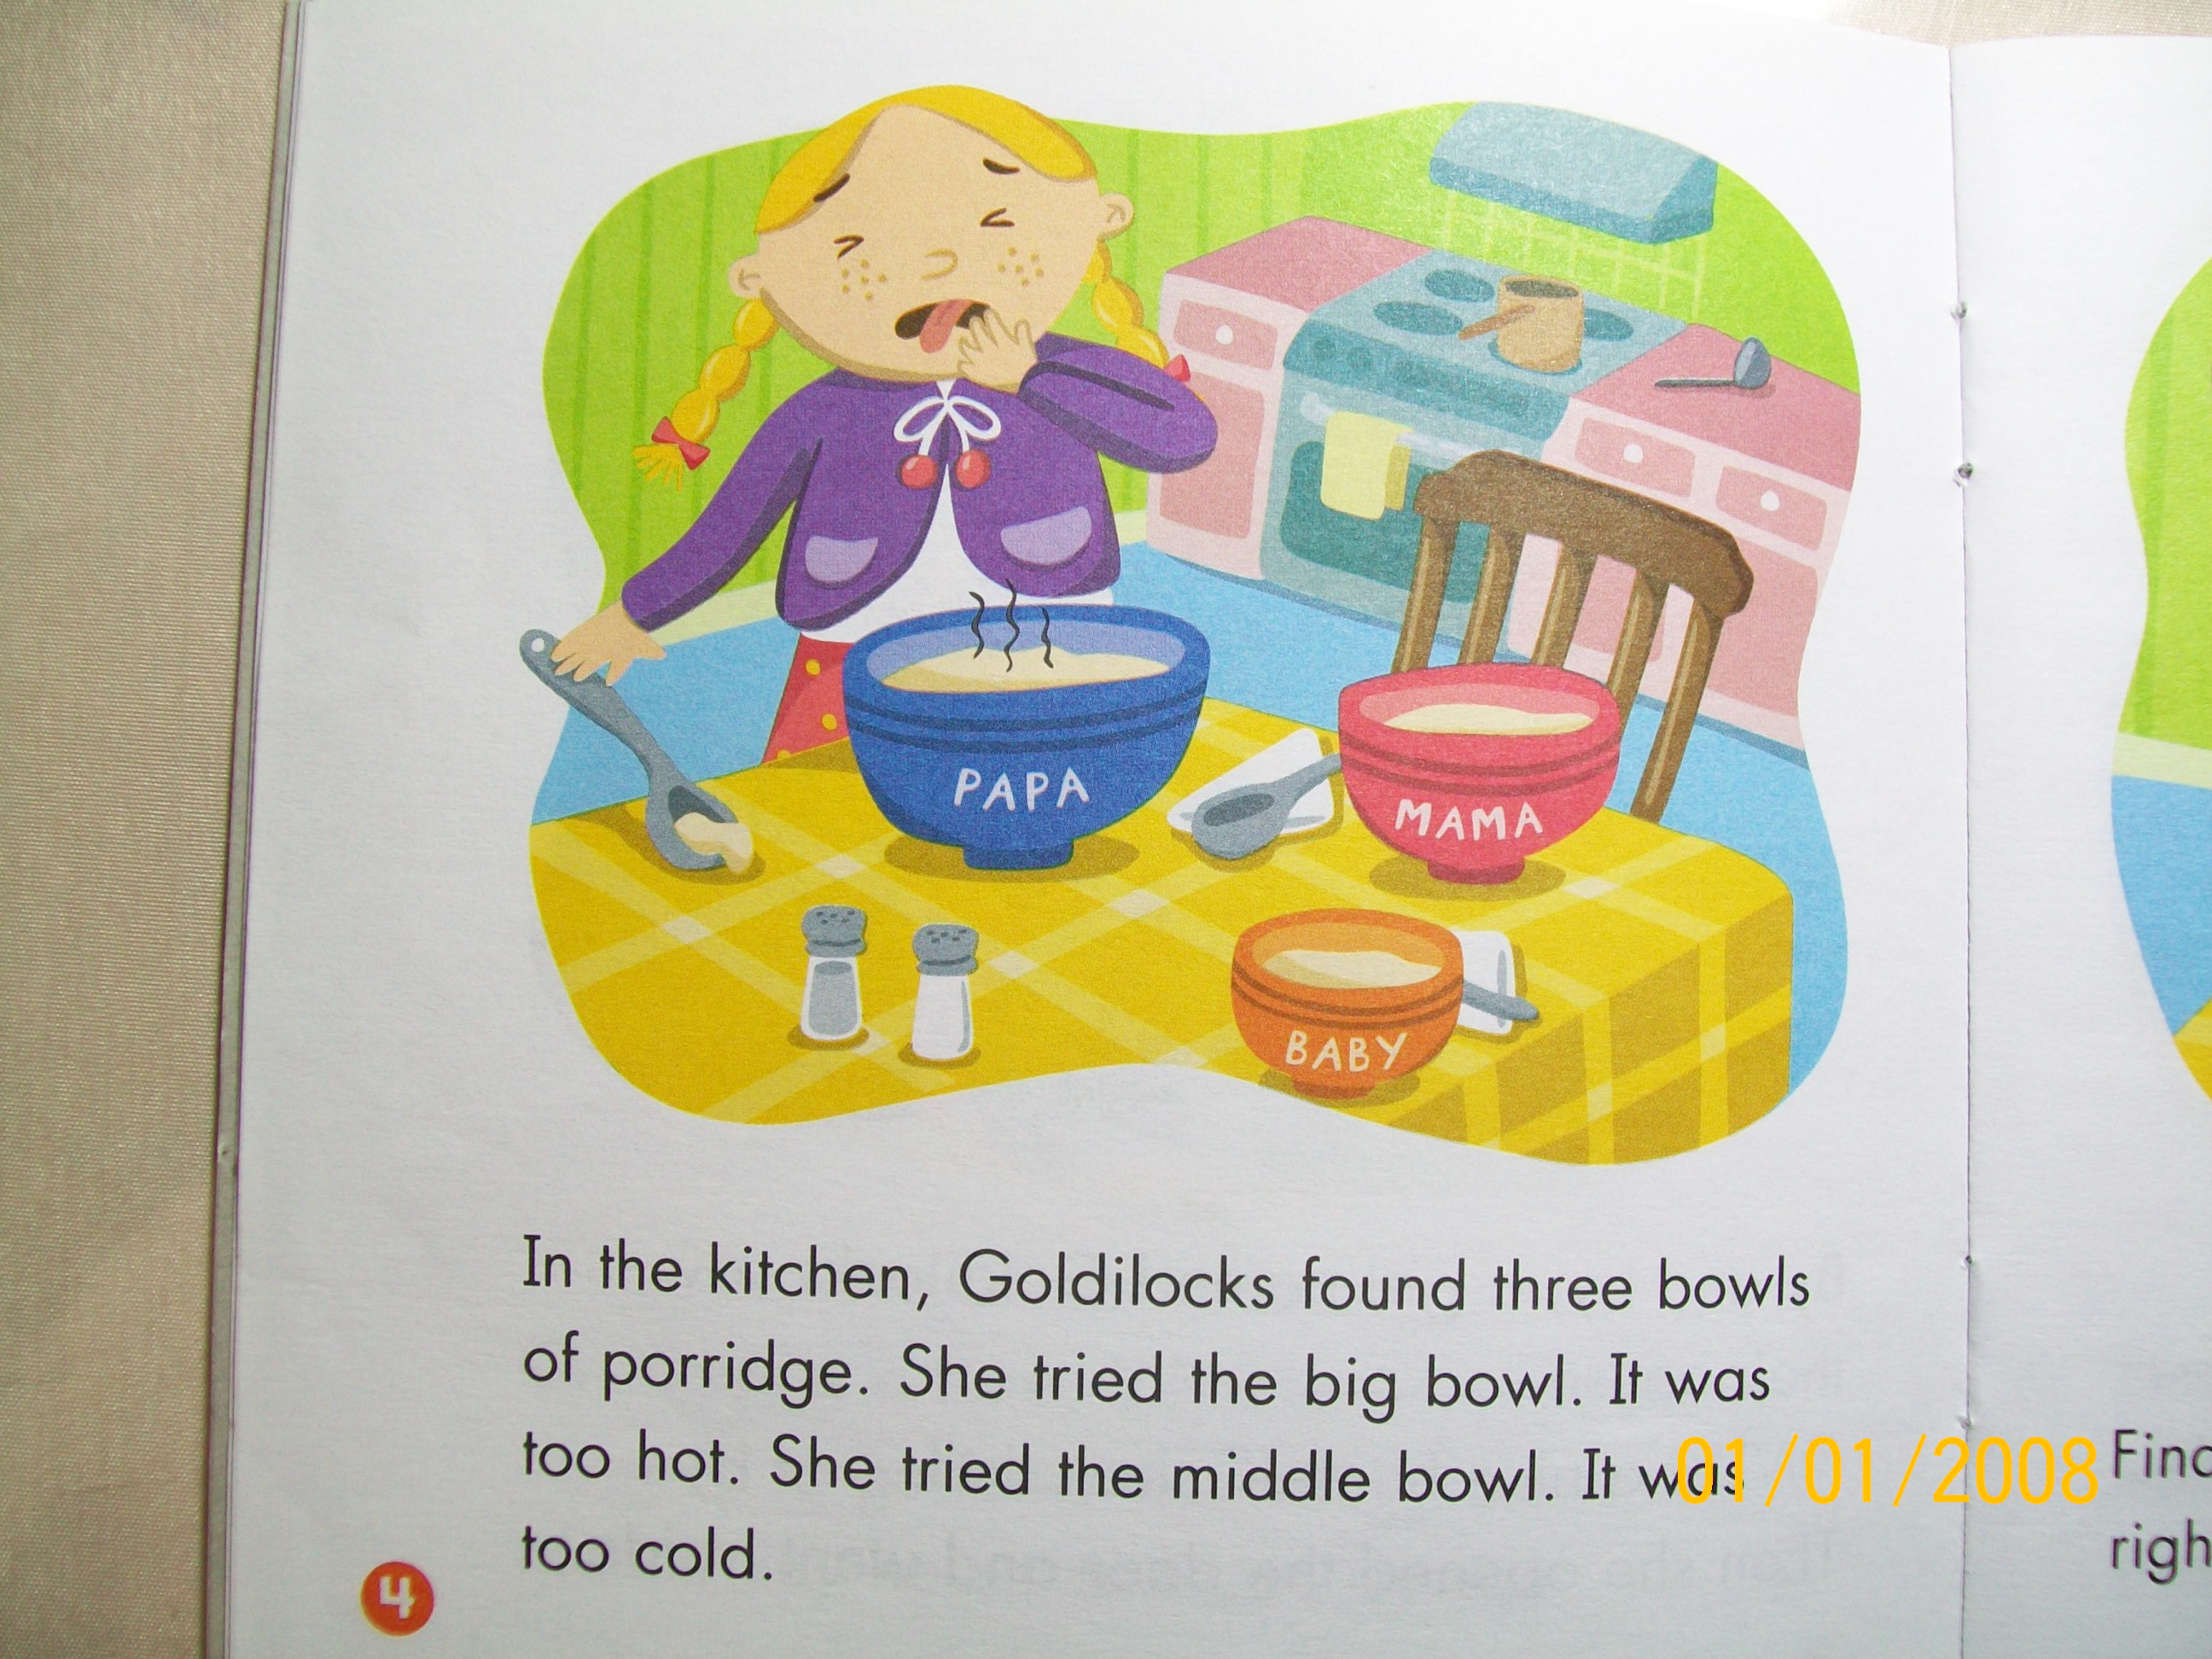 PAPA
MAMA
BABY
In the kitchen, Goldilocks found three bowls
of porridge. She tried the big bowl. It was
too hot. She tried the middle bowl. It was
too cold.
4
01/01/2008
righ